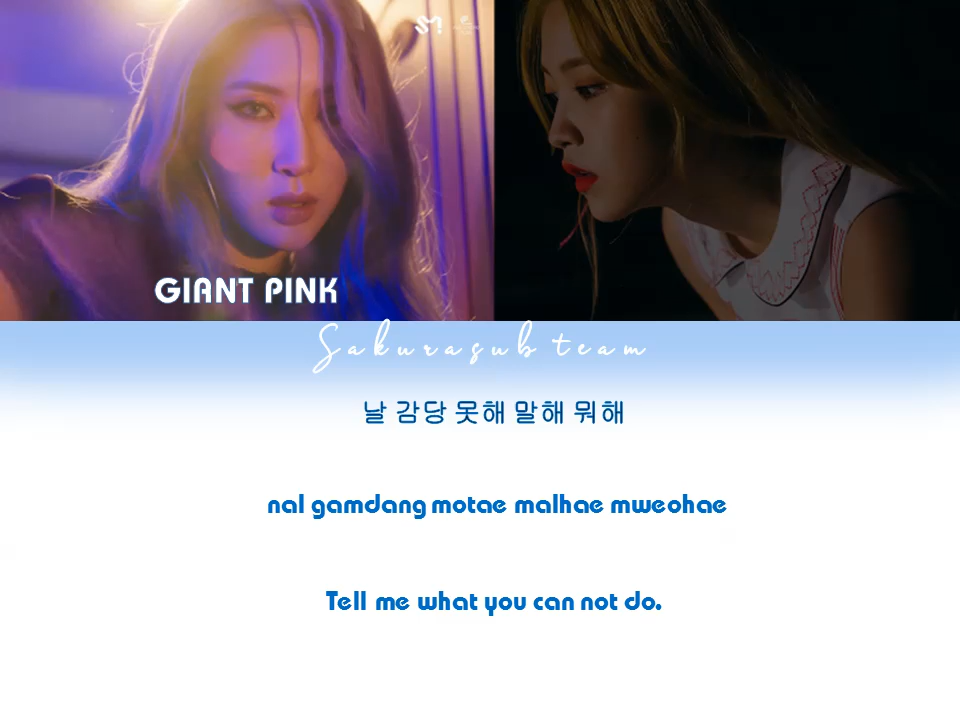 SM!
GIANT PINK
Sakurasub team
날 감당 못해 말해 뭐해
nal gamdang motae malhae mweohae
Tell me what you can not do.